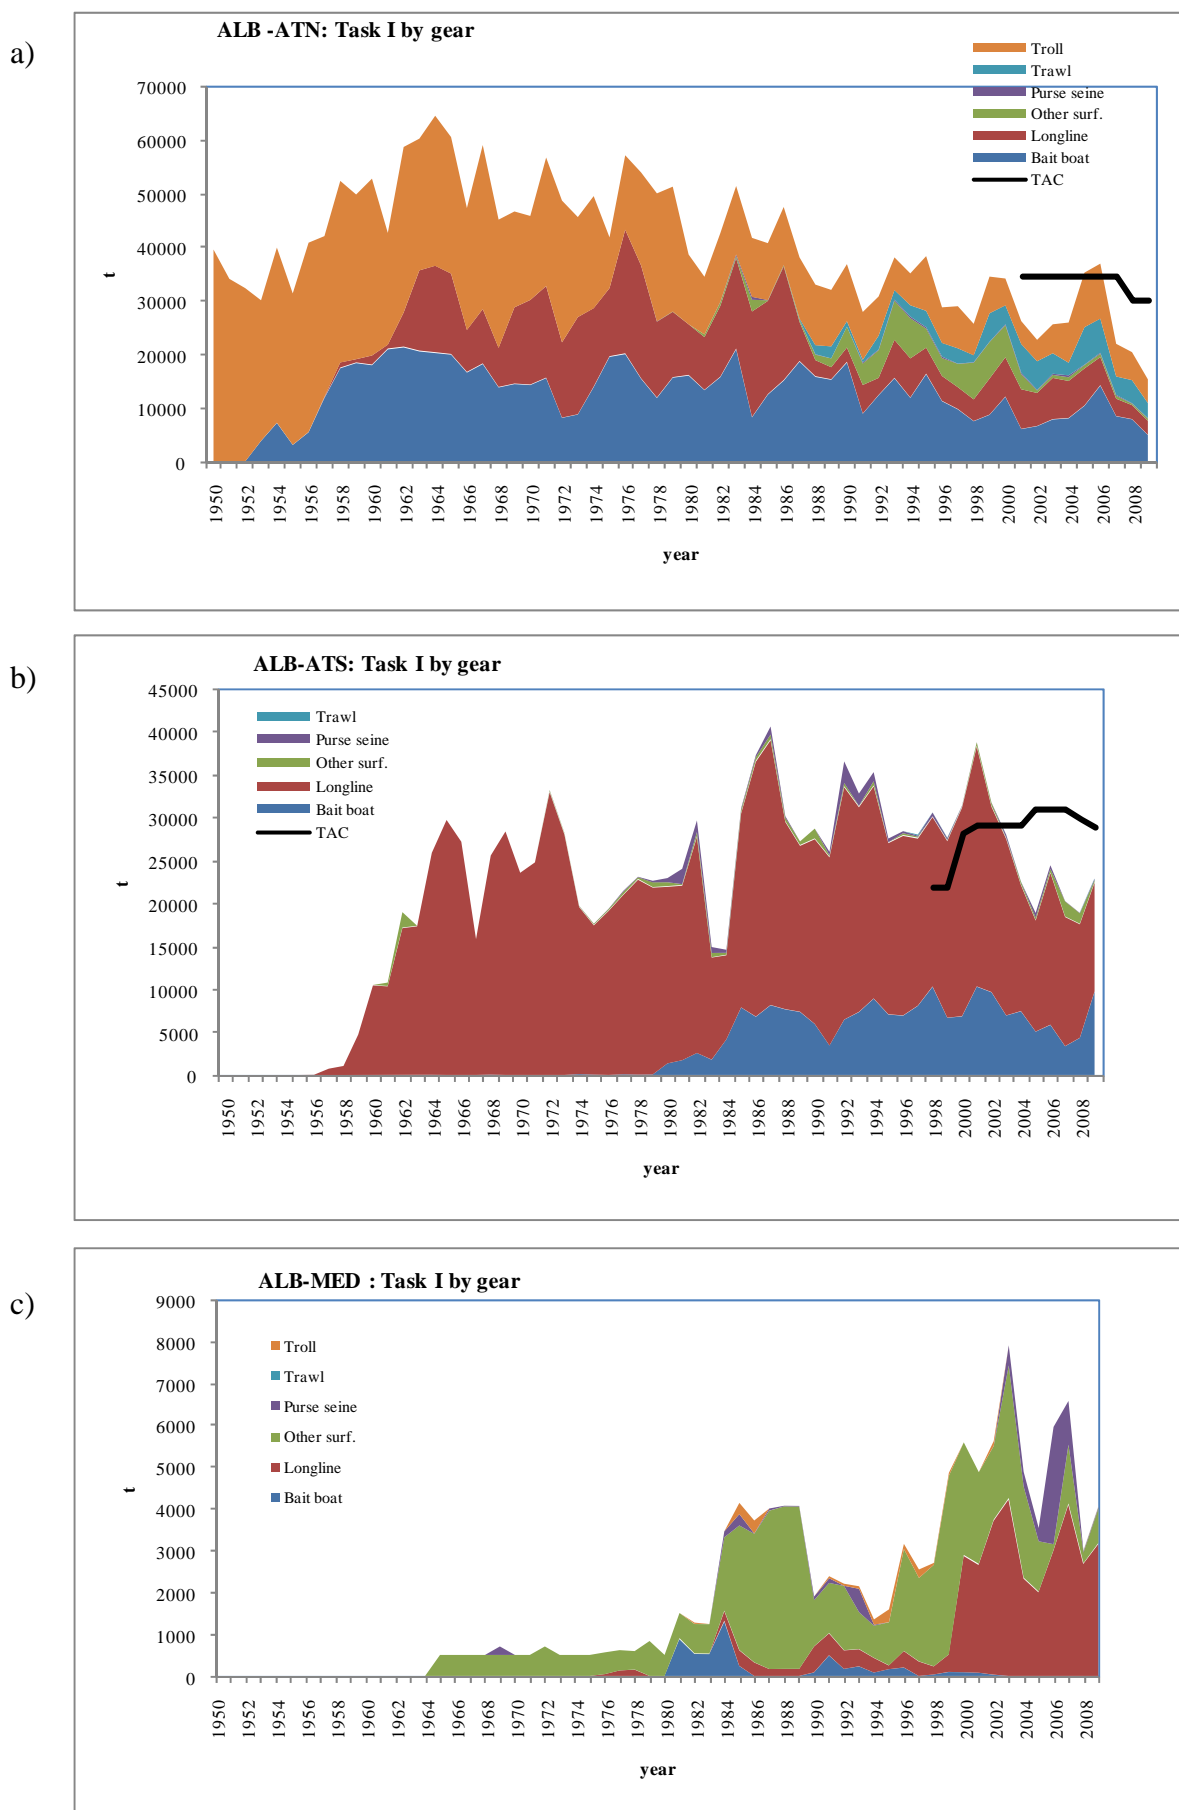 a)
ALB -ATN: Task I by gear
Troll
Trawl
Purse seine
Other surf.
Longline
Bait boat
TAC
70000
60000
50000
40000
30000
20000
10000
0
t
1950 1952 1954 1956 1958 1960 1962 1964 1966 1968 1970 1972 1974 1976 1978 1980 1982 1984 1986 1988 1990 1992 1994 1996 1998 2000 2002 2004 2006 2008
year
b)
ALB-ATS: Task I by gear
Trawl
Purse seine
Other surf.
Longline
Bait boat
TAC
45000
40000
35000
30000
25000
20000
15000
10000
5000
0
t
1950 1952 1954 1956 1958 1960 1962 1964 1966 1968 1970 1972 1974 1976 1978 1980 1982 1984 1986 1988 1990 1992 1994 1996 1998 2000 2002 2004 2006 2008
year
c)
ALB-MED : Task I by gear
Troll
Trawl
Purse seine
Other surf.
Longline
Bait boat
9000
8000
7000
6000
5000
4000
3000
2000
1000
0
t
1950 1952 1954 1956 1958 1960 1962 1964 1966 1968 1970 1972 1974 1976 1978 1980 1982 1984 1986 1988 1990 1992 1994 1996 1998 2000 2002 2004 2006 2008
year